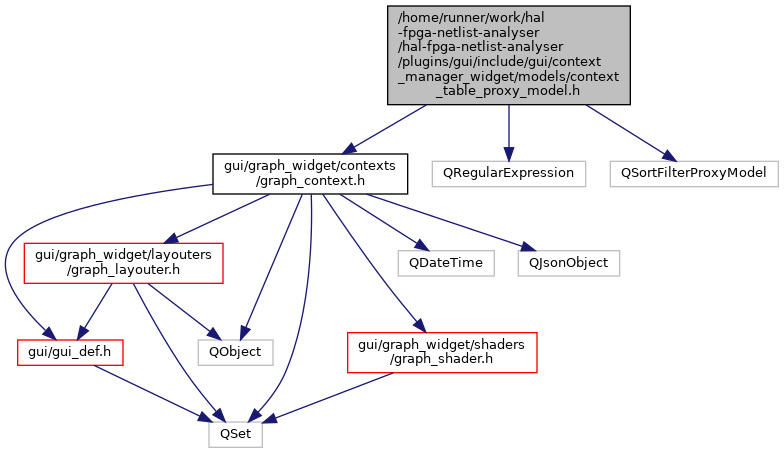 /home/runner/work/hal
-fpga-netlist-analyser
/hal-fpga-netlist-analyser
/plugins/gui/include/gui/context
_manager_widget/models/context
_table_proxy_model.h
gui/graph_widget/contexts
/graph_context.h
QRegularExpression
QSortFilterProxyModel
gui/graph_widget/layouters
/graph_layouter.h
QDateTime
QJsonObject
gui/gui_def.h
QObject
gui/graph_widget/shaders
/graph_shader.h
QSet